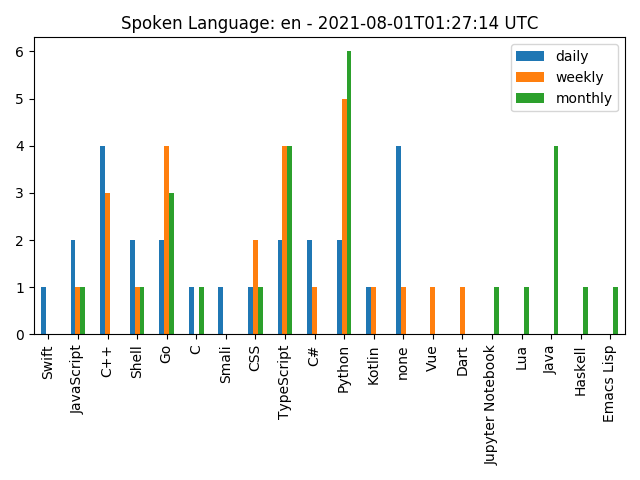 Spoken Language: en - 2021-08-01T01:27:14 UTC
daily
weekly
monthly
6
5
4
3
2
1
0
Swift
JavaScript
C++
Shell
Go
C
Smali
CSS
TypeScript
C#
Python
Kotlin
none
Vue
Dart
Jupyter Notebook
Lua
Java
Haskell
Emacs Lisp